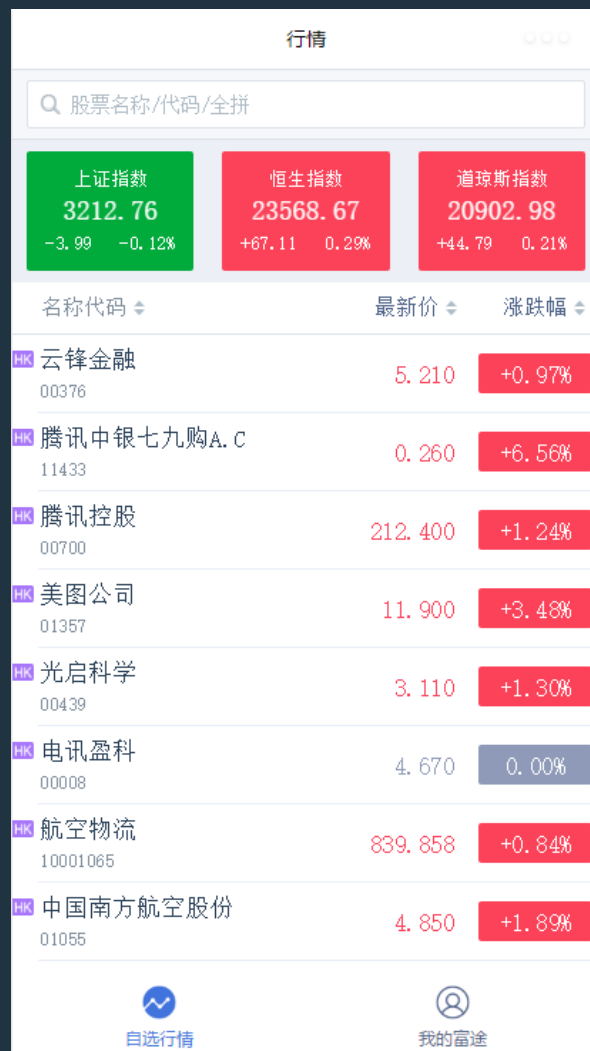 行情
股票名称/代码/全拼
上证指数 恒生指数 道琼斯指数
3212.76 23568.67 20902.98
-3.99 -0.12% +67.11 0.29% +44.79 0.21%
名称代码 最新价 涨跌幅
HK 云锋金融 5.210 +0.97%
00376
HK 腾讯中银七九购A.C 0.260 +6.56%
11433
HK 腾讯控股 212.400 +1.24%
00700
HK 美图公司 11.900 +3.48%
01357
HK 光启科学 3.110 +1.30%
00439
HK 电讯盈科 4.670 0.00%
00008
HK 航空物流 839.858 +0.84%
10001065
HK 中国南方航空股份 4.850 +1.89%
01055
自选行情 我的富途